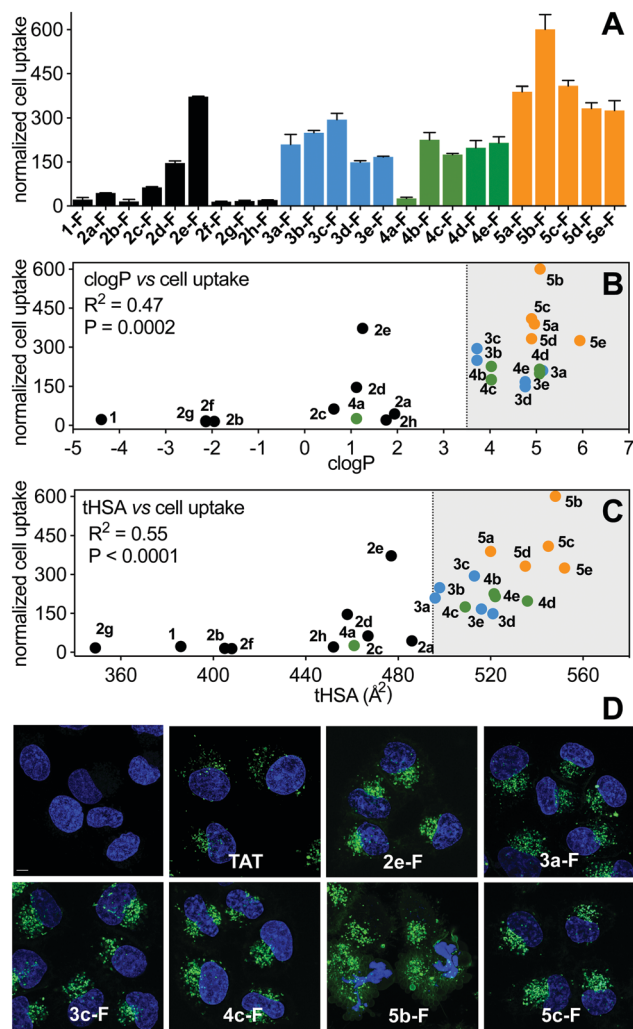 A
normalized cell uptake
600
450
300
150
0
1-F 2a-F 2b-F 2c-F 2d-F 2e-F 2f-F 2g-F 2h-F 3a-F 3b-F 3c-F 3d-F 3e-F 4a-F 4b-F 4c-F 4d-F 4e-F 5a-F 5b-F 5c-F 5d-F 5e-F
B
clogP vs cell uptake
R² = 0.47
P = 0.0002
normalized cell uptake
600
450
300
150
0
5b
5c
5a
5d
5e
2e
3c
3b
4d
4e
3a
4b
4c
3e
3d
2d
4a
2a
2c
2h
2g
2f
2b
1
-5 -4 -3 -2 -1 0 1 2 3 4 5 6 7
clogP
C
tHSA vs cell uptake
R² = 0.55
P < 0.0001
normalized cell uptake
600
450
300
150
0
5b
5a
5c
5d
5e
2e
3c
3b
4b
3a
4e
4d
4c
3e
3d
2d
4a
2c
2a
2h
2g
1
2b
2f
360 400 440 480 520 560
tHSA (Å²)
D
TAT
2e-F
3a-F
3c-F
4c-F
5b-F
5c-F